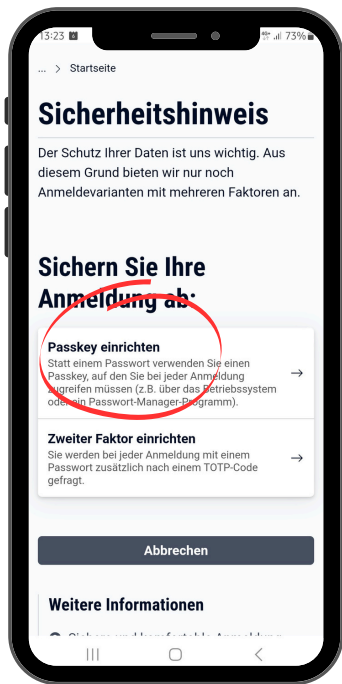 13:23
73%
... > Startseite
Sicherheitshinweis
Der Schutz Ihrer Daten ist uns wichtig. Aus
diesem Grund bieten wir nur noch
Anmeldevarianten mit mehreren Faktoren an.
Sichern Sie Ihre
Anmeldung ab:
Passkey einrichten
Statt einem Passwort verwenden Sie einen
Passkey, auf den Sie bei jeder Anmeldung
zugreifen müssen (z.B. über das Betriebssystem
oder ein Passwort-Manager-Programm).
Zweiter Faktor einrichten
Sie werden bei jeder Anmeldung mit einem
Passwort zusätzlich nach einem TOTP-Code
gefragt.
Abbrechen
Weitere Informationen